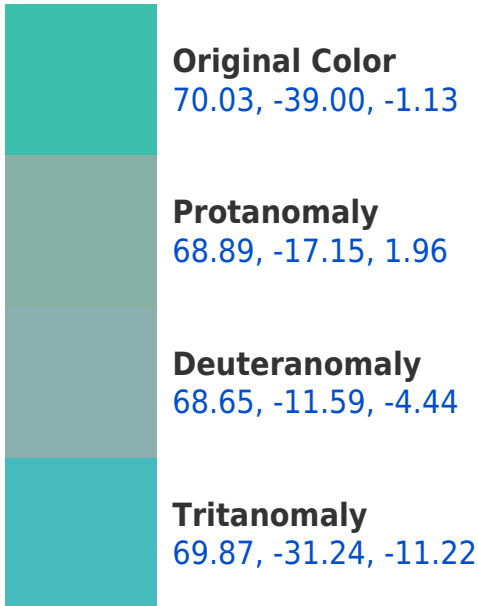 Original Color
70.03, -39.00, -1.13
Protanomaly
68.89, -17.15, 1.96
Deuteranomaly
68.65, -11.59, -4.44
Tritanomaly
69.87, -31.24, -11.22